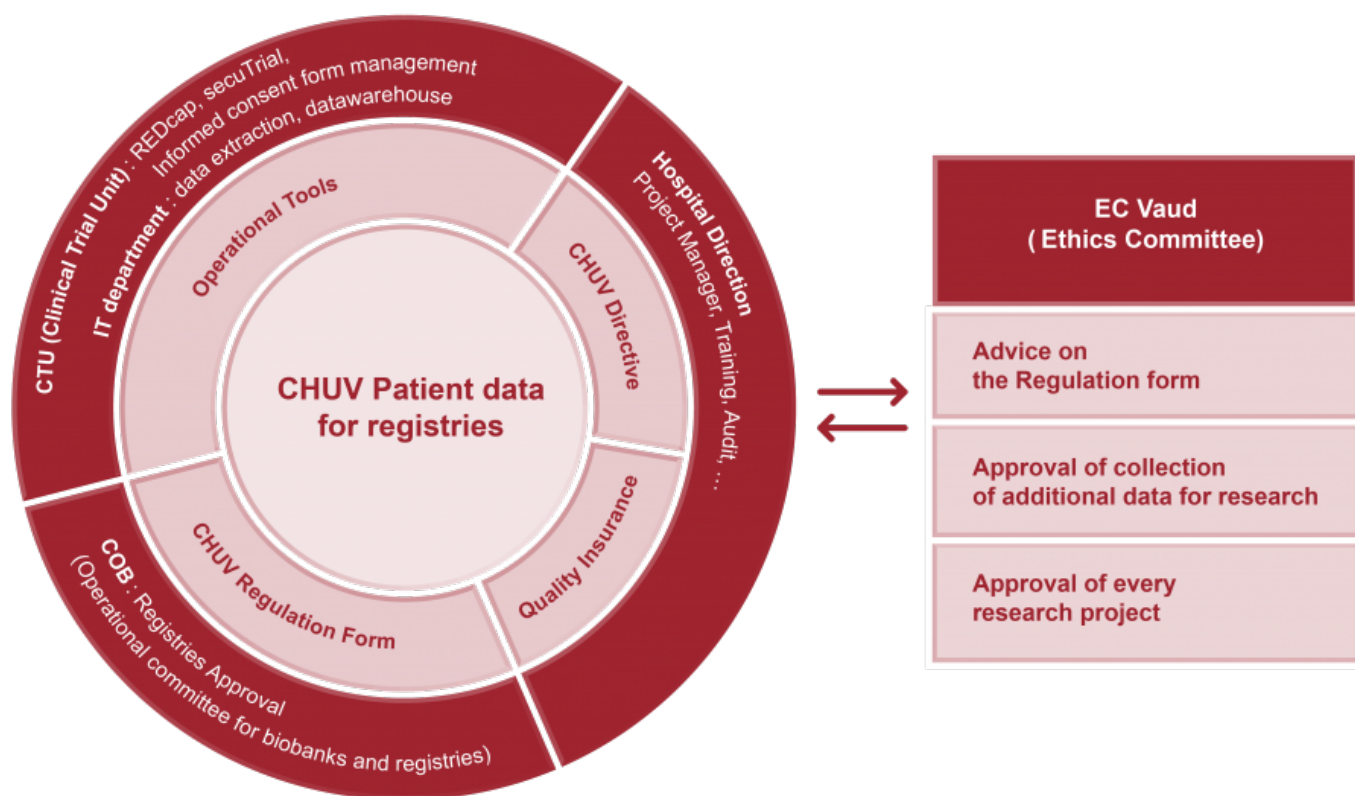 CTU (Clinical Trial Unit) : REDcap, secuTrial,
Informed consent form management
IT department : data extraction, datawarehouse
Operational Tools
Hospital Direction
Project Manager, Training, Audit, ...
CHUV Directive
CHUV Patient data
for registries
Quality Insurance
CHUV Regulation Form
COB : Registries Approval
(Operational committee for biobanks and registries)
EC Vaud
( Ethics Committee)
Advice on
the Regulation form
Approval of collection
of additional data for research
Approval of every
research project